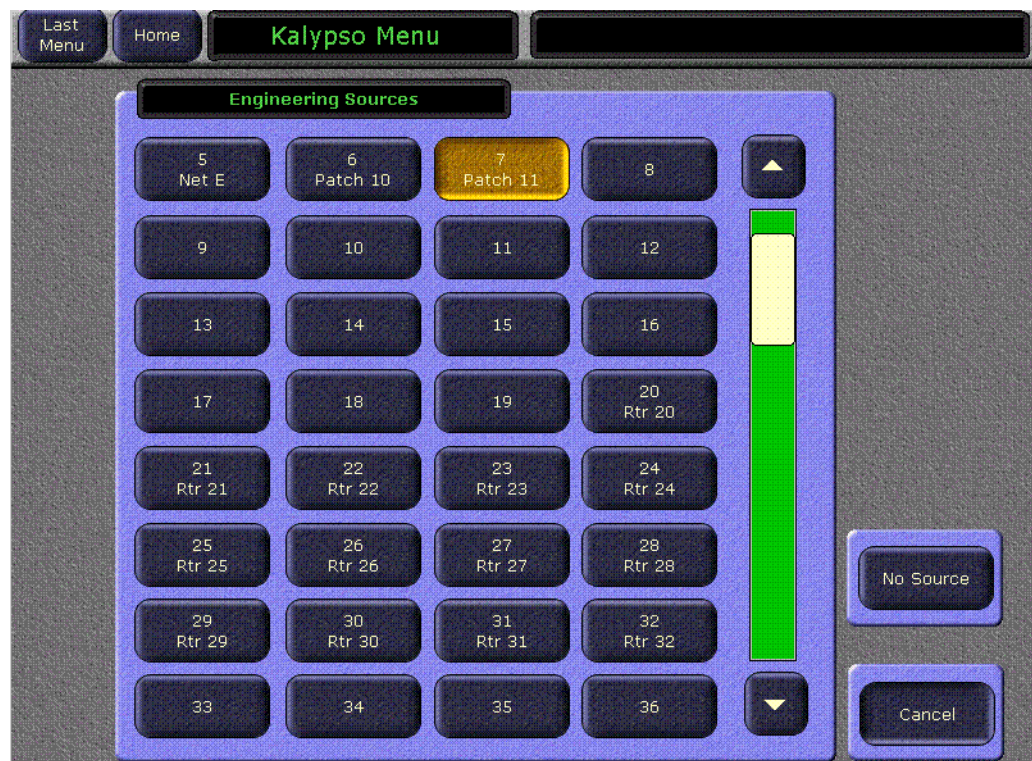 Last
Menu
Home
Kalypso Menu
Engineering Sources
5
Net E
6
Patch 10
7
Patch 11
8
9
10
11
12
13
14
15
16
17
18
19
20
Rtr 20
21
Rtr 21
22
Rtr 22
23
Rtr 23
24
Rtr 24
25
Rtr 25
26
Rtr 26
27
Rtr 27
28
Rtr 28
29
Rtr 29
30
Rtr 30
31
Rtr 31
32
Rtr 32
33
34
35
36
No Source
Cancel